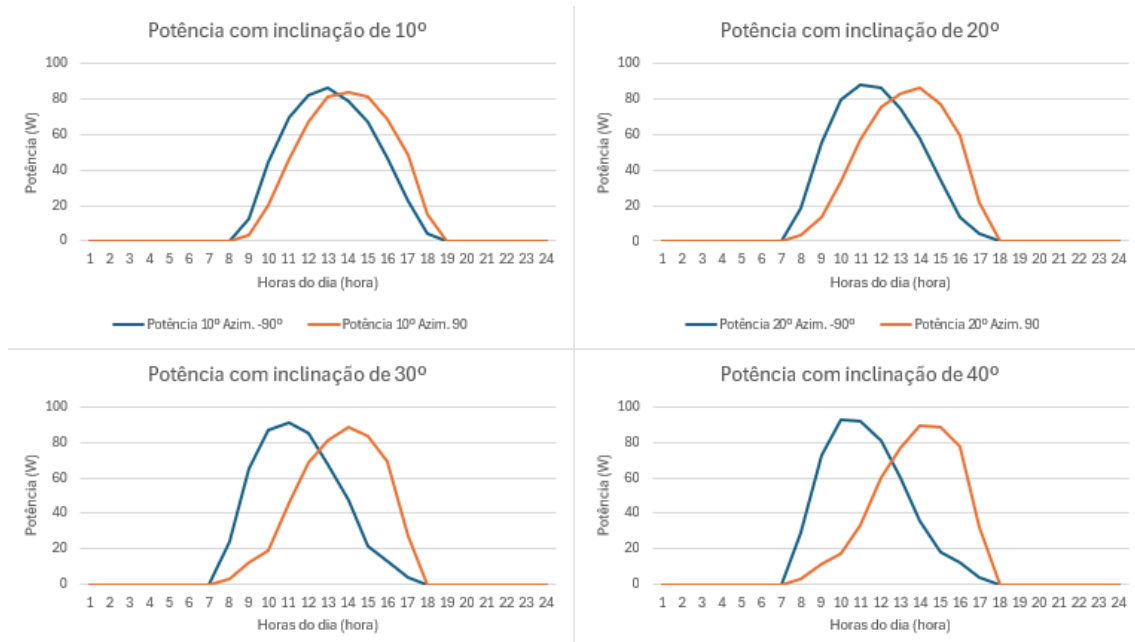 Potência com inclinação de 10º
100
80
60
40
20
0
Potência (W)
1 2 3 4 5 6 7 8 9 10 11 12 13 14 15 16 17 18 19 20 21 22 23 24
Horas do dia (hora)
Potência 10º Azim. -90º Potência 10º Azim. 90
Potência com inclinação de 20º
100
80
60
40
20
0
Potência (W)
1 2 3 4 5 6 7 8 9 10 11 12 13 14 15 16 17 18 19 20 21 22 23 24
Horas do dia (hora)
Potência 20º Azim. -90º Potência 20º Azim. 90
Potência com inclinação de 30º
100
80
60
40
20
0
Potência (W)
1 2 3 4 5 6 7 8 9 10 11 12 13 14 15 16 17 18 19 20 21 22 23 24
Horas do dia (hora)
Potência com inclinação de 40º
100
80
60
40
20
0
Potência (W)
1 2 3 4 5 6 7 8 9 10 11 12 13 14 15 16 17 18 19 20 21 22 23 24
Horas do dia (hora)